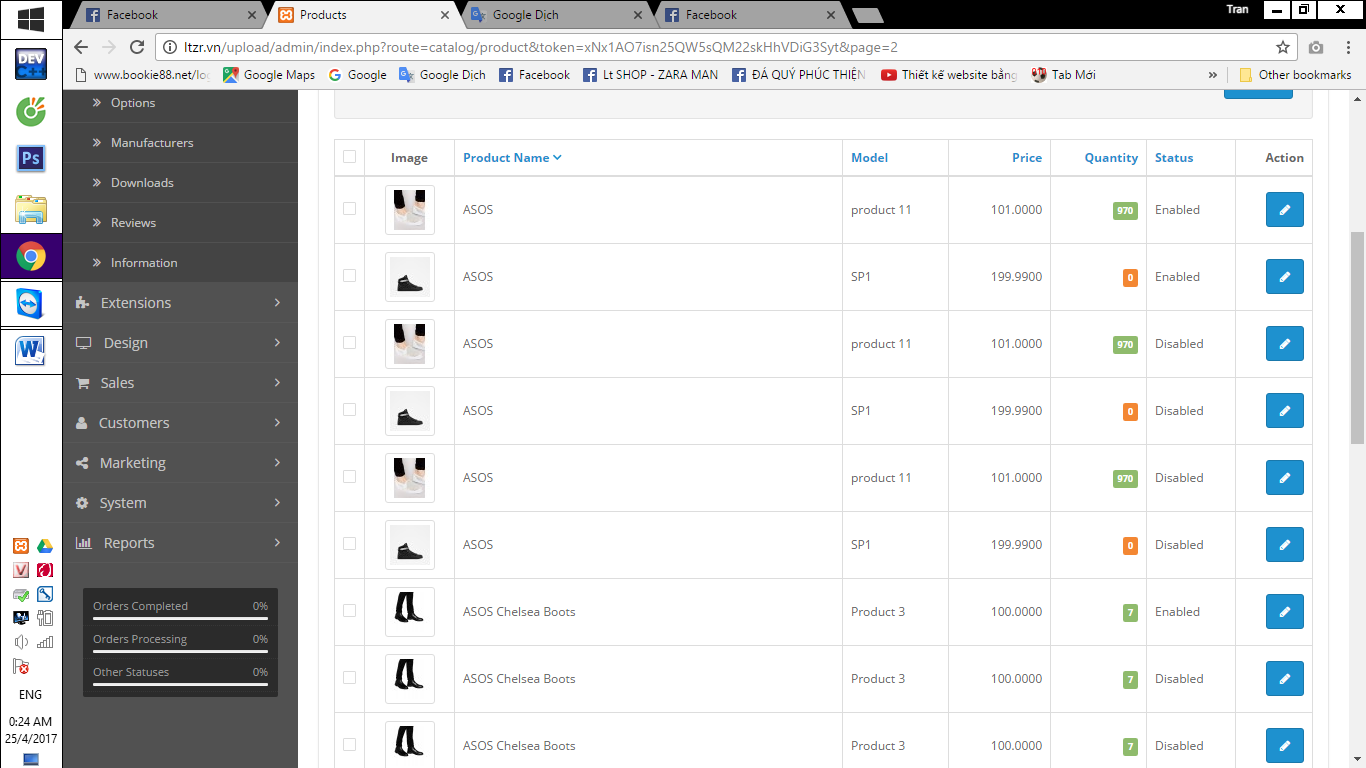 Facebook
Products
Google Dịch
Facebook
Tran
ltzr.vn/upload/admin/index.php?route=catalog/product&token=xNx1AO7isn25QW5sQM22skHhVDiG3Syt&page=2
www.bookie88.net/log
Google Maps
Google
Google Dịch
Facebook
Lt SHOP - ZARA MAN
ĐÁ QUÝ PHÚC THIỆN
Thiết kế website bằng
Tab Mới
»
Other bookmarks
DEV
C++
Ps
W
Options
Manufacturers
Downloads
Reviews
Information
Extensions
Design
Sales
Customers
Marketing
System
Reports
Orders Completed 0%
Orders Processing 0%
Other Statuses 0%
ENG
0:24 AM
25/4/2017
Image Product Name Model Price Quantity Status Action
ASOS product 11 101.0000 970 Enabled
ASOS SP1 199.9900 0 Enabled
ASOS product 11 101.0000 970 Disabled
ASOS SP1 199.9900 0 Disabled
ASOS product 11 101.0000 970 Disabled
ASOS SP1 199.9900 0 Disabled
ASOS Chelsea Boots Product 3 100.0000 7 Enabled
ASOS Chelsea Boots Product 3 100.0000 7 Disabled
ASOS Chelsea Boots Product 3 100.0000 7 Disabled